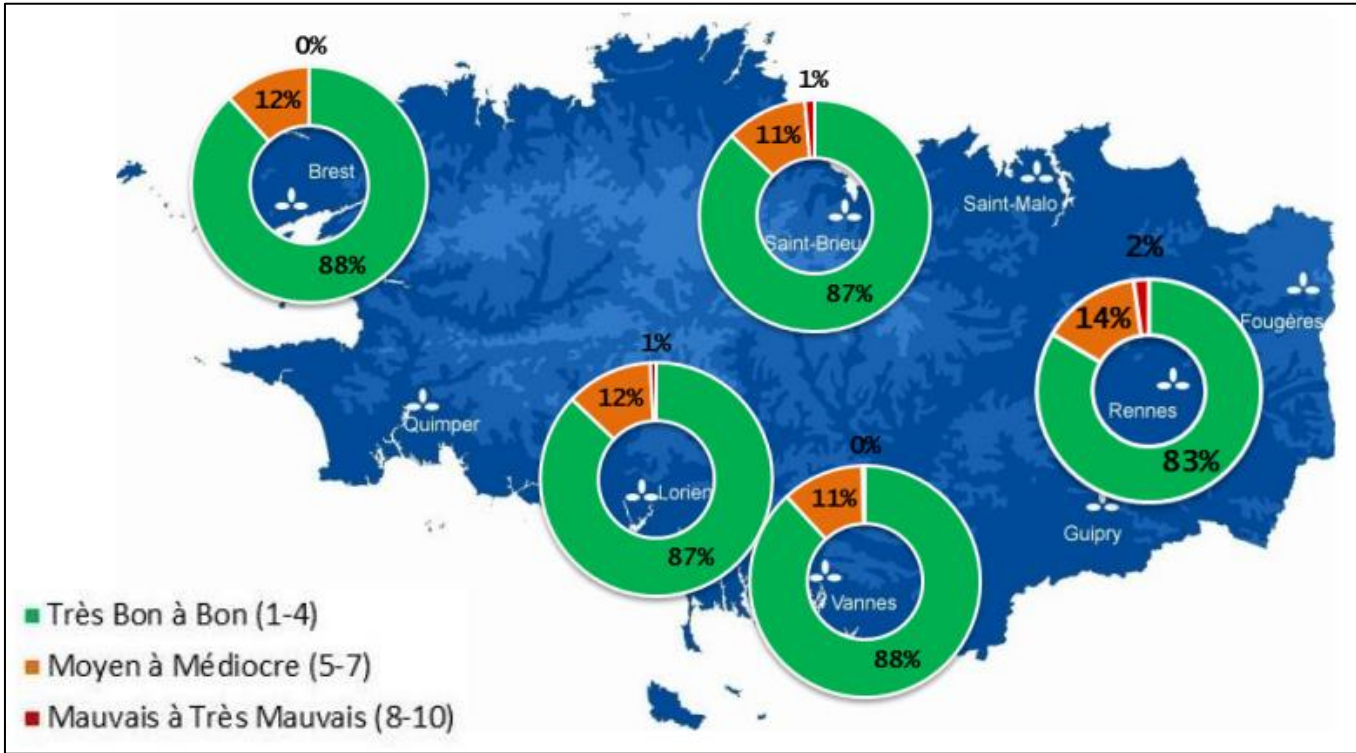 0%
12%
Brest
88%
1%
11%
Saint-Brieu
87%
Saint-Malo
2%
14%
Fougères
Rennes
83%
Quimper
1%
12%
Lorien
87%
0%
11%
Vannes
88%
Guipry
Très Bon à Bon (1-4)
Moyen à Médiocre (5-7)
Mauvais à Très Mauvais (8-10)